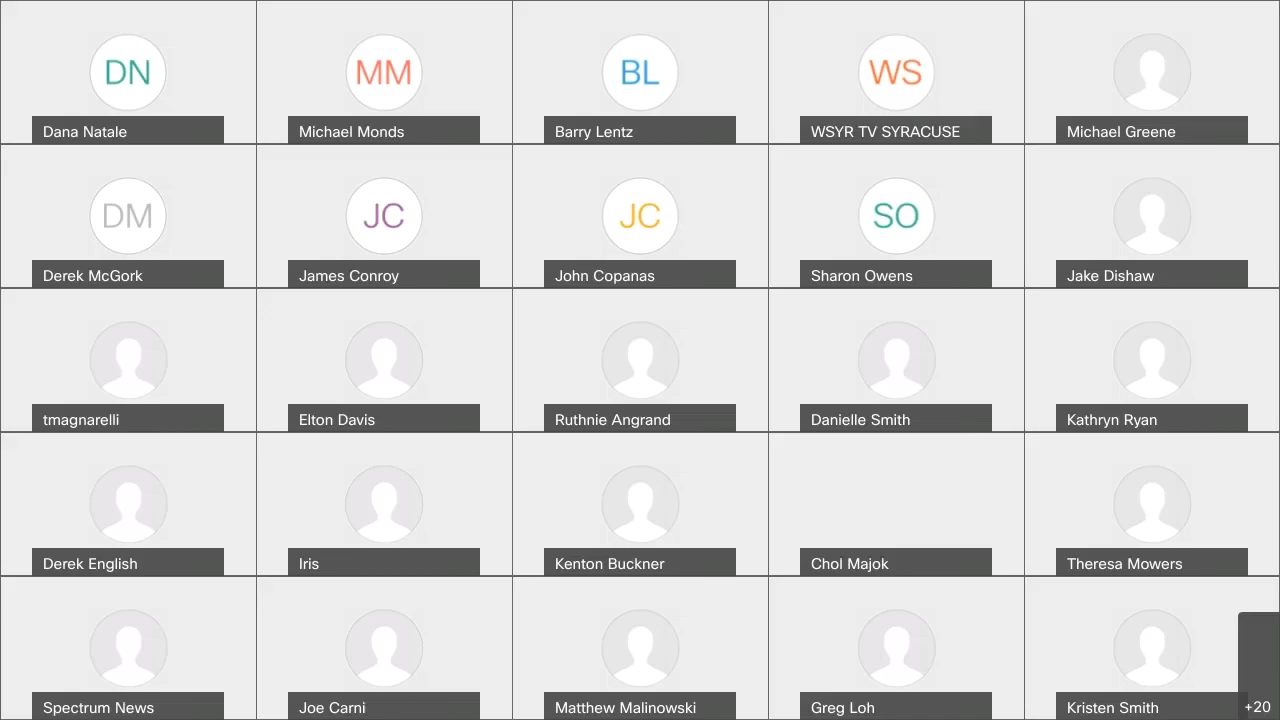 DN
MM
BL
WS
Dana Natale
Michael Monds
Barry Lentz
WSYR TV SYRACUSE
Michael Greene
DM
JC
JC
SO
Derek McGork
James Conroy
John Copanas
Sharon Owens
Jake Dishaw
tmagnarelli
Elton Davis
Ruthnie Angrand
Danielle Smith
Kathryn Ryan
Derek English
Iris
Kenton Buckner
Chol Majok
Theresa Mowers
Spectrum News
Joe Carni
Matthew Malinowski
Greg Loh
Kristen Smith
+20